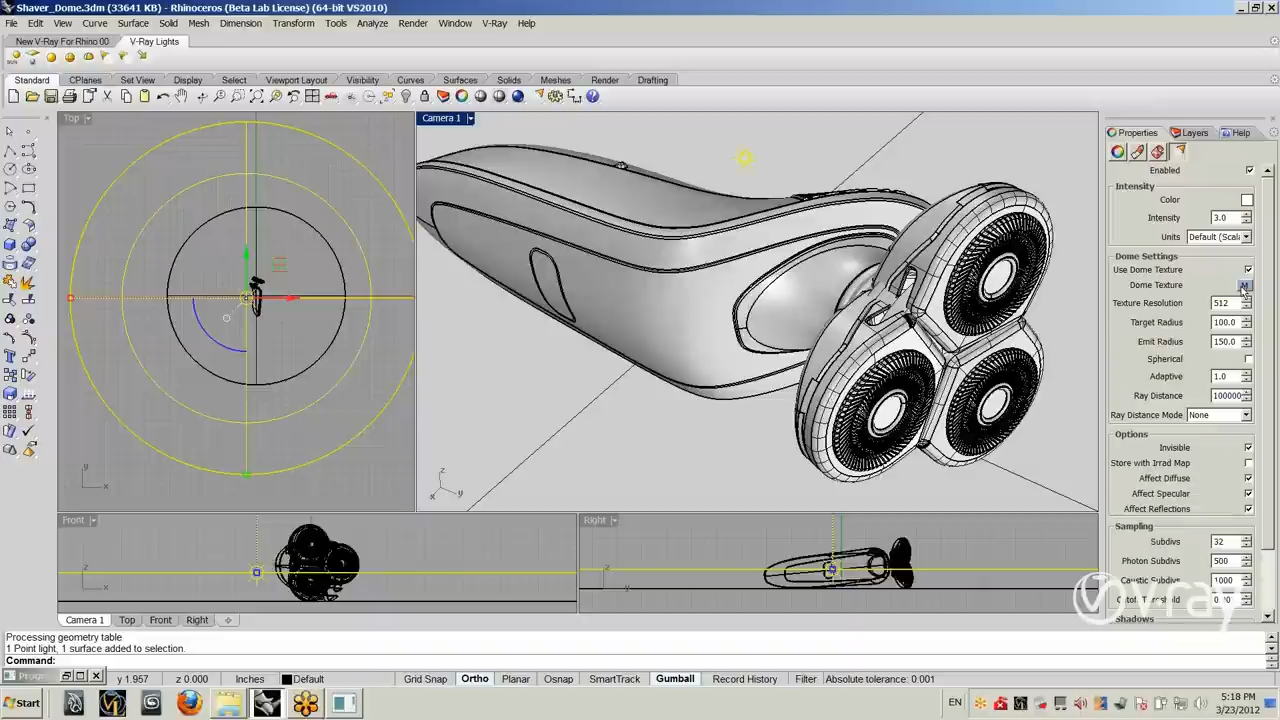 Shaver_Dome.3dm (33641 KB) - Rhinoceros (Beta Lab License) (64-bit VS2010)
File Edit View Curve Surface Solid Mesh Dimension Transform Tools Analyze Render Window V-Ray Help
New V-Ray For Rhino 00 V-Ray Lights
Standard CPlanes Set View Display Select Viewport Layout Visibility Curves Surfaces Solids Meshes Render Drafting
Top
Camera 1
Properties Layers Help
Enabled
Intensity
Color
Intensity 3.0
Units Default (Scala
Dome Settings
Use Dome Texture
Dome Texture
Texture Resolution 512
Target Radius 100.0
Emit Radius 150.0
Spherical
Adaptive 1.0
Ray Distance 100000
Ray Distance Mode None
Options
Invisible
Store with Irrad Map
Affect Diffuse
Affect Specular
Affect Reflections
Sampling
Subdivs 32
Photon Subdivs 500
Caustic Subdivs 1000
Shadows
y
x
z
x y
Front
z
x
Right
z
y
v-ray
Camera 1 Top Front Right
Processing geometry table
1 Point light, 1 surface added to selection.
Command:
y 1.957 z 0.000 Inches Default Grid Snap Ortho Planar Osnap SmartTrack Gumball Record History Filter Absolute tolerance: 0.001
Start
EN
5:18 PM
3/23/2012